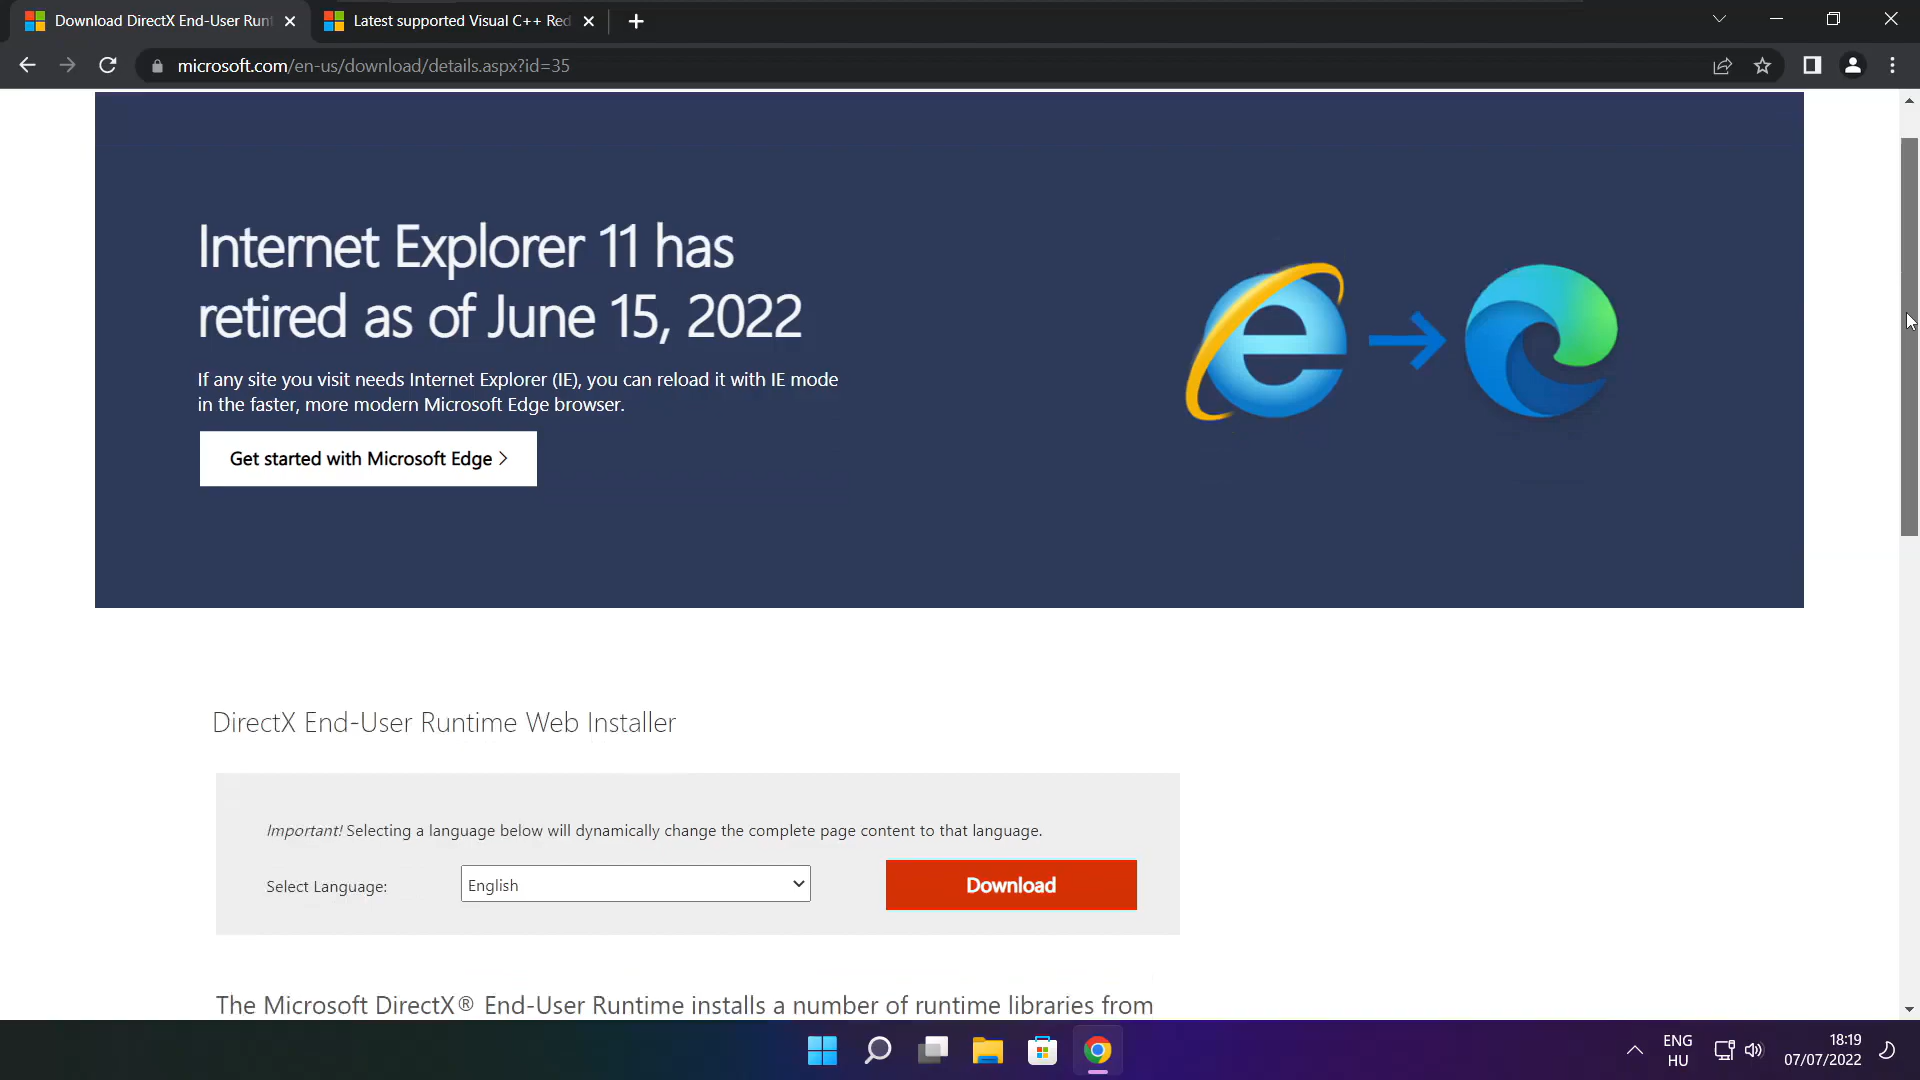 Download DirectX End-User Runt
Latest supported Visual C++ Red
microsoft.com/en-us/download/details.aspx?id=35
Internet Explorer 11 has
retired as of June 15, 2022
If any site you visit needs Internet Explorer (IE), you can reload it with IE mode
in the faster, more modern Microsoft Edge browser.
Get started with Microsoft Edge >
DirectX End-User Runtime Web Installer
Important! Selecting a language below will dynamically change the complete page content to that language.
Select Language:
English
Download
The Microsoft DirectX® End-User Runtime installs a number of runtime libraries from
ENG
HU
18:19
07/07/2022